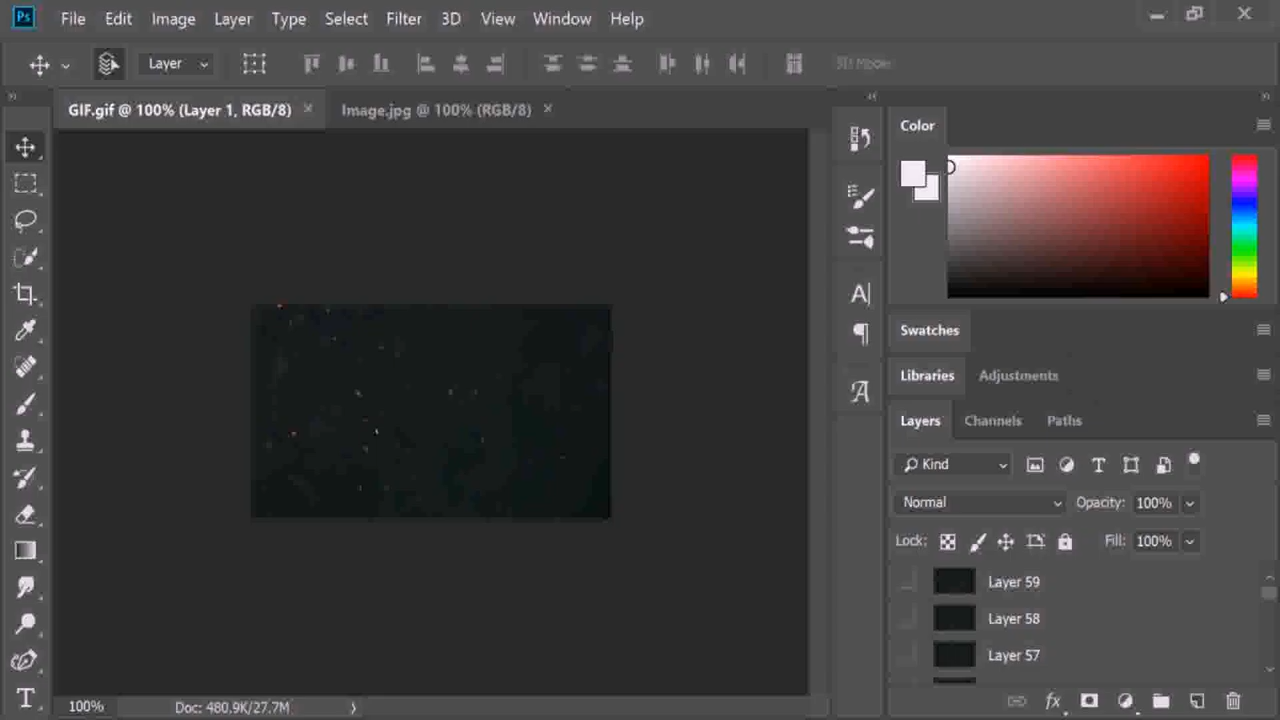 Ps File Edit Image Layer Type Select Filter 3D View Window Help
Layer 3D Mode
GIF.gif @ 100% (Layer 1, RGB/8) × Image.jpg @ 100% (RGB/8) ×
Color
Swatches
Libraries Adjustments
Layers Channels Paths
Kind
Normal Opacity: 100%
Lock: Fill: 100%
Layer 59
Layer 58
Layer 57
100% Doc: 480.9K/27.7M